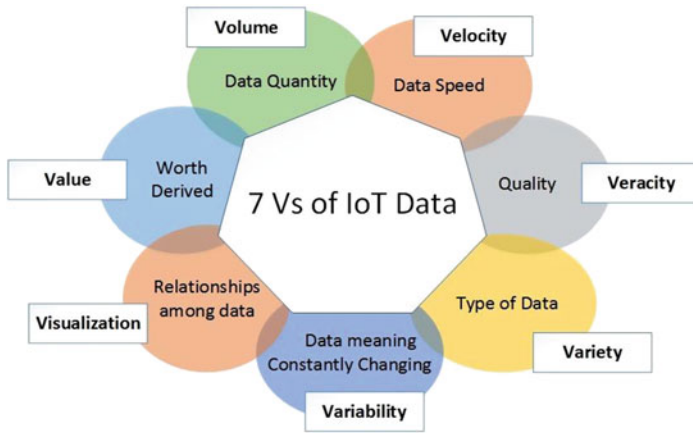 Volume
Data Quantity
Velocity
Data Speed
Value
Worth
Derived
7 Vs of IoT Data
Quality
Veracity
Relationships
among data
Visualization
Type of Data
Variety
Data meaning
Constantly Changing
Variability